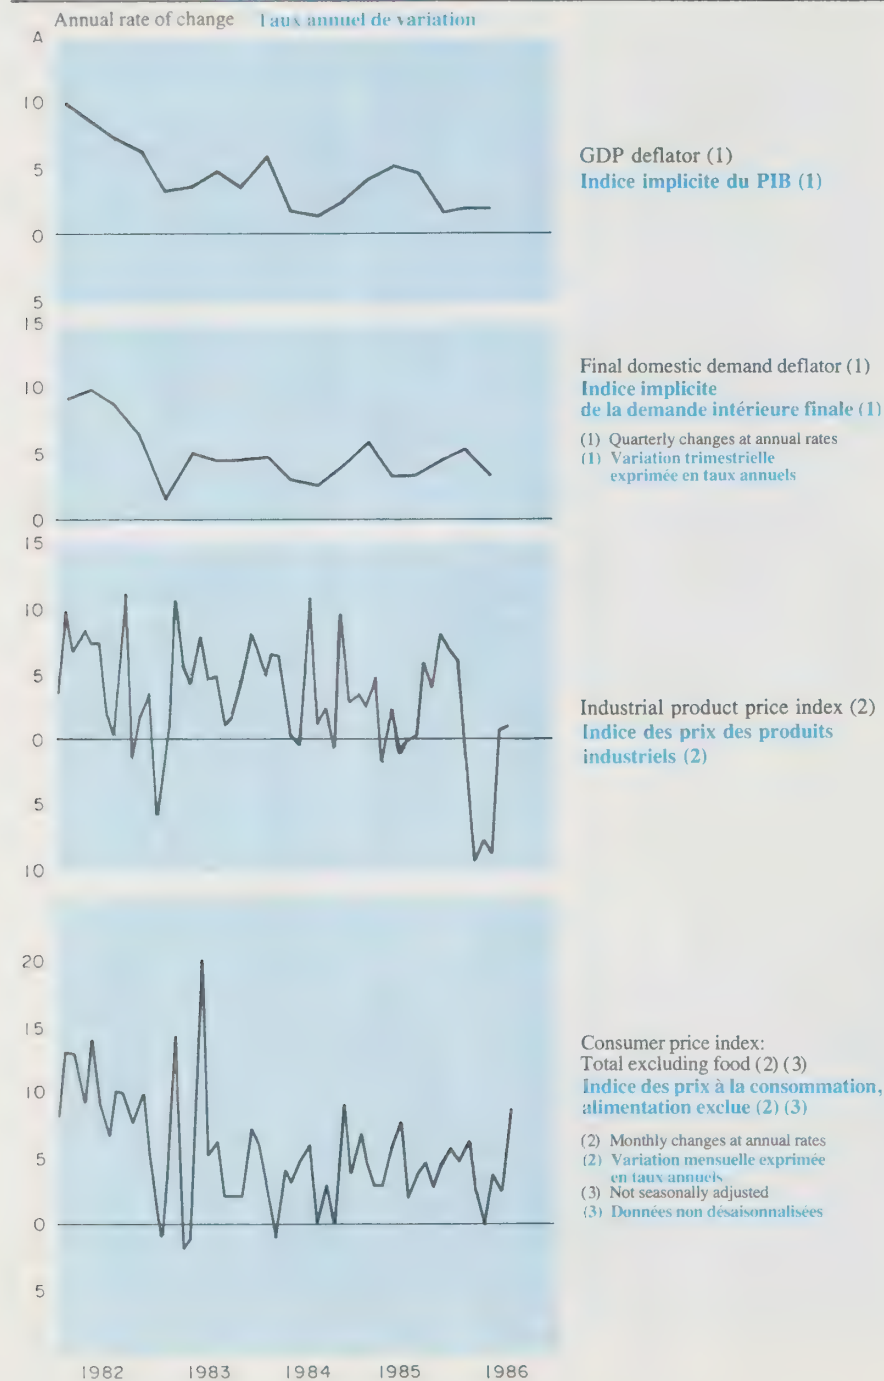 Annual rate of change Taux annuel de variation
A
10
5
0
5
GDP deflator (1)
Indice implicite du PIB (1)
15
10
5
0
Final domestic demand deflator (1)
Indice implicite
de la demande intérieure finale (1)
(1) Quarterly changes at annual rates
(1) Variation trimestrielle
exprimée en taux annuels
15
10
5
0
5
10
Industrial product price index (2)
Indice des prix des produits
industriels (2)
20
15
10
5
0
5
Consumer price index:
Total excluding food (2) (3)
Indice des prix à la consommation,
alimentation exclue (2) (3)
(2) Monthly changes at annual rates
(2) Variation mensuelle exprimée
en taux annuels
(3) Not seasonally adjusted
(3) Données non désaisonnalisées
1982 1983 1984 1985 1986